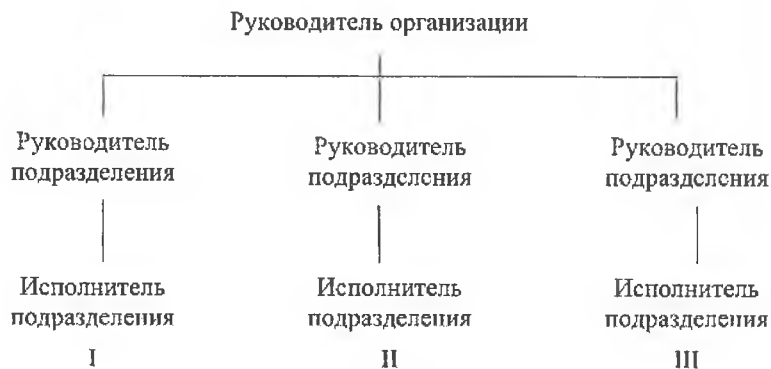 Руководитель организации
Руководитель Руководитель Руководитель
подразделения подразделения подразделения
Исполнитель Исполнитель Исполнитель
подразделения подразделения подразделения
I II III